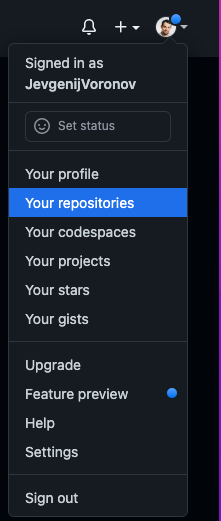 Signed in as
JevgenijVoronov
Set status
Your profile
Your repositories
Your codespaces
Your projects
Your stars
Your gists
Upgrade
Feature preview
Help
Settings
Sign out